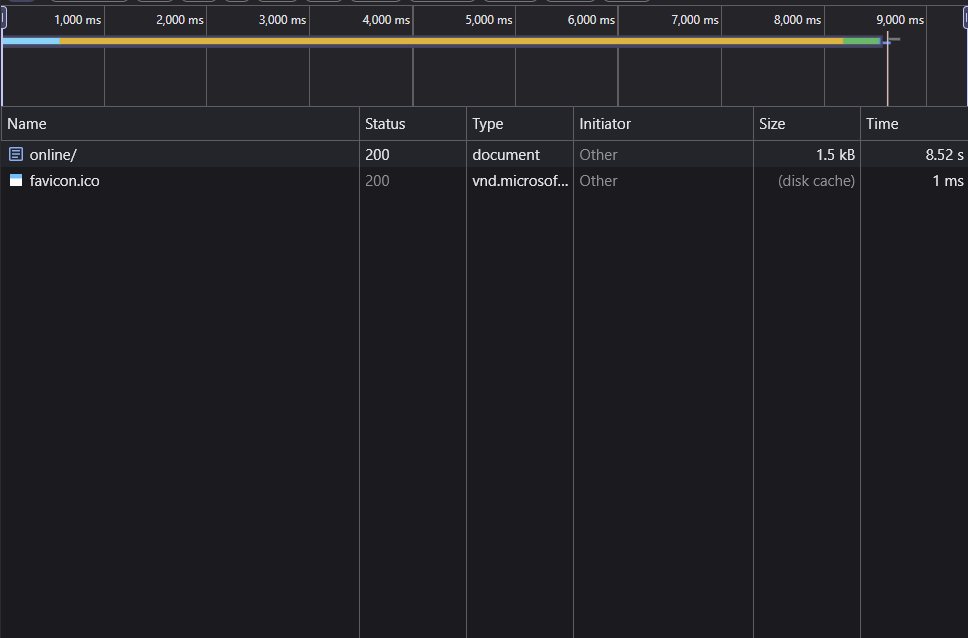 1,000 ms 2,000 ms 3,000 ms 4,000 ms 5,000 ms 6,000 ms 7,000 ms 8,000 ms 9,000 ms
Name Status Type Initiator Size Time
online/ 200 document Other 1.5 kB 8.52 s
favicon.ico 200 vnd.microsof... Other (disk cache) 1 ms